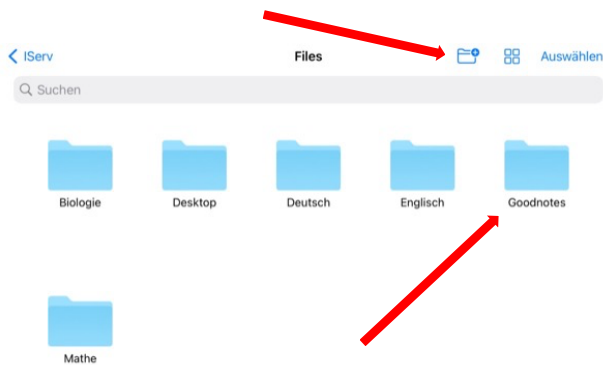 IServ Files Auswählen
Suchen
Biologie Desktop Deutsch Englisch Goodnotes
Mathe